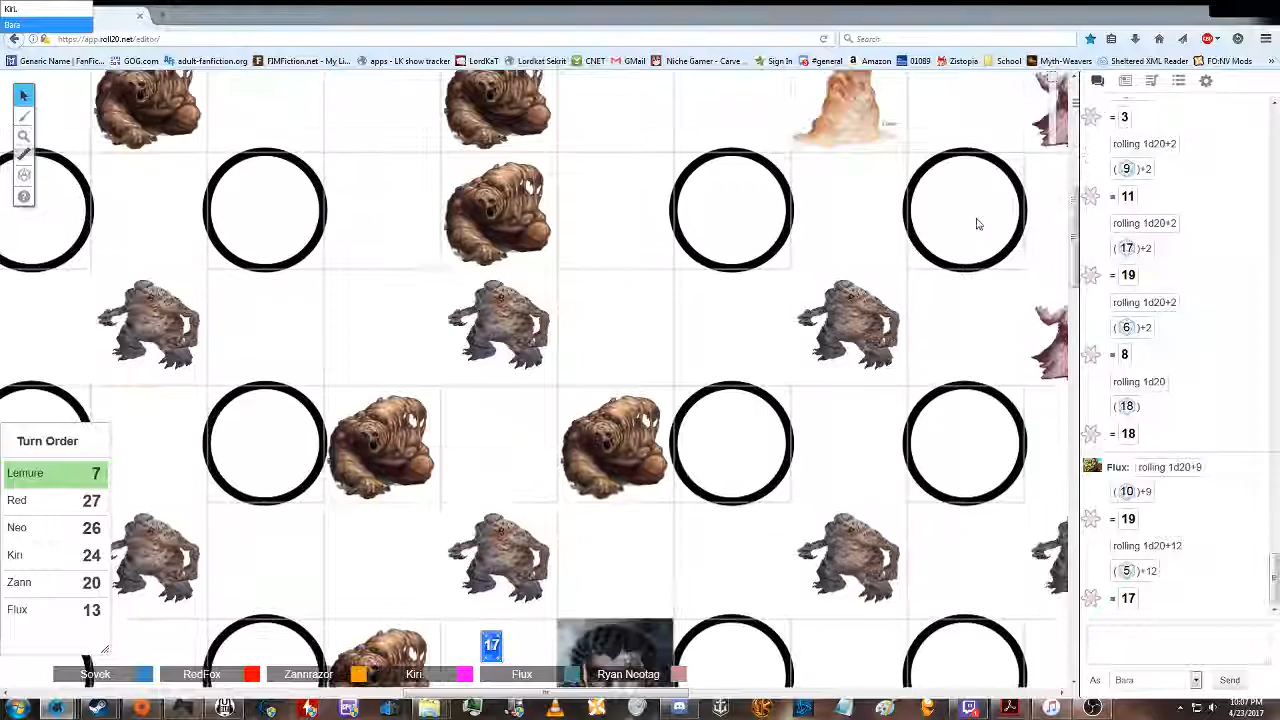 Kiri.
Bara
https://app.roll20.net/editor/
Search
Generic Name | FanFic...
GOG.com
adult-fanfiction.org
FIMFiction.net - My Li...
apps - LK show tracker
LordKat
Lordkat Sekrit
CNET
GMail
Niche Gamer - Carve ...
Sign In
#general
Amazon
01089
Zistopia
School
Myth-Weavers
Sheltered XML Reader
FO:NV Mods
= 3
rolling 1d20+2
(9)+2
= 11
rolling 1d20+2
(17)+2
= 19
rolling 1d20+2
(6)+2
= 8
rolling 1d20
(18)
= 18
Flux: rolling 1d20+9
(10)+9
= 19
rolling 1d20+12
(5)+12
= 17
Turn Order
Lemure 7
Red 27
Neo 26
Kiri 24
Zann 20
Flux 13
17
Sovek
RedFox
Zannrazor
Kiri.
Flux
Ryan Neotag
As
Bara
Send
10:07 PM
4/23/2017